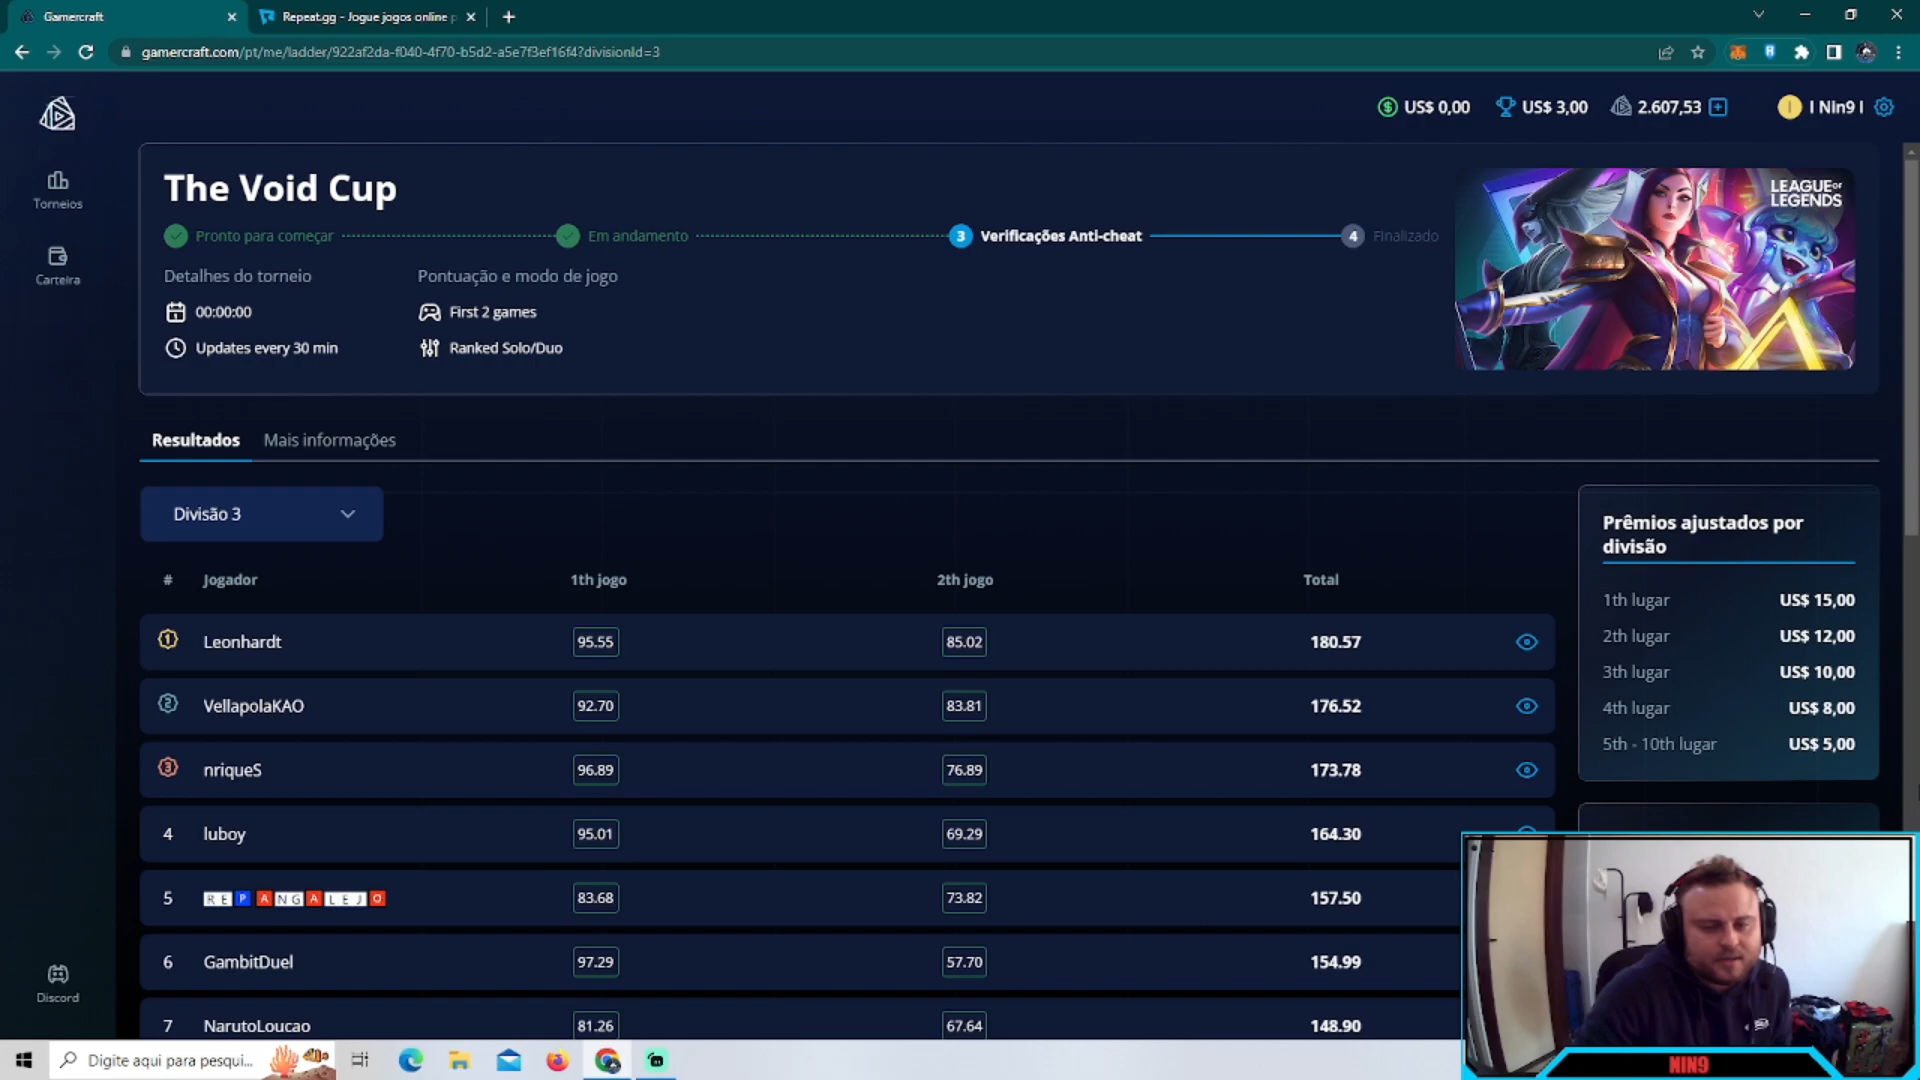 Gamercraft
Repeat.gg - Jogue jogos online p
gamercraft.com/pt/me/ladder/922af2da-f040-4f70-b5d2-a5e7f3ef16f4?divisionId=3
US$ 0,00 US$ 3,00 2.607,53 I NIn9 I
Torneios
Carteira
Discord
The Void Cup
Pronto para começar Em andamento 3 Verificações Anti-cheat 4 Finalizado
Detalhes do torneio Pontuação e modo de jogo
00:00:00 First 2 games
Updates every 30 min Ranked Solo/Duo
LEAGUE OF
LEGENDS
Resultados Mais informações
Divisão 3
# Jogador 1th jogo 2th jogo Total
1 Leonhardt 95.55 85.02 180.57
2 VellapolaKAO 92.70 83.81 176.52
3 nriqueS 96.89 76.89 173.78
4 luboy 95.01 69.29 164.30
5 REPANGALEJO 83.68 73.82 157.50
6 GambitDuel 97.29 57.70 154.99
7 NarutoLoucao 81.26 67.64 148.90
Prêmios ajustados por
divisão
1th lugar US$ 15,00
2th lugar US$ 12,00
3th lugar US$ 10,00
4th lugar US$ 8,00
5th - 10th lugar US$ 5,00
NIN9
Digite aqui para pesqui...